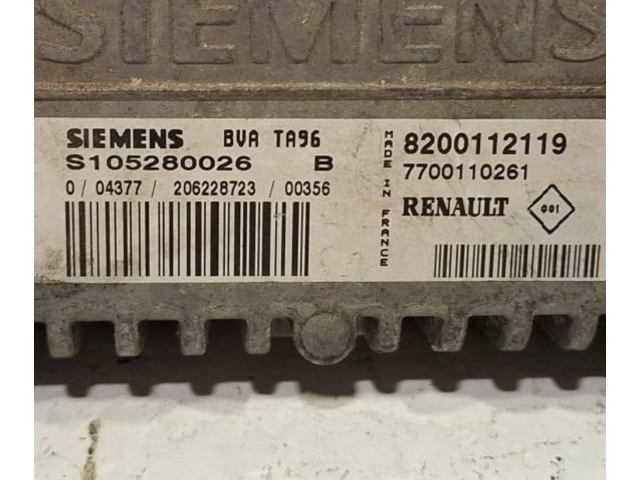 SIEMENS
SIEMENS BVA TA96
S105280026 B
0/ 04377/ 206228723 / 00356
MADE IN FRANCE
8200112119
7700110261
RENAULT 001